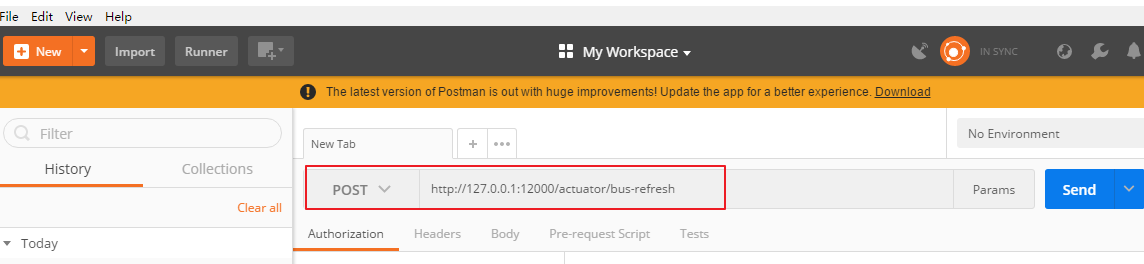 File Edit View Help
New Import Runner My Workspace IN SYNC
The latest version of Postman is out with huge improvements! Update the app for a better experience. Download
Filter
New Tab
No Environment
History Collections
POST http://127.0.0.1:12000/actuator/bus-refresh Params Send
Clear all
Authorization Headers Body Pre-request Script Tests
Today